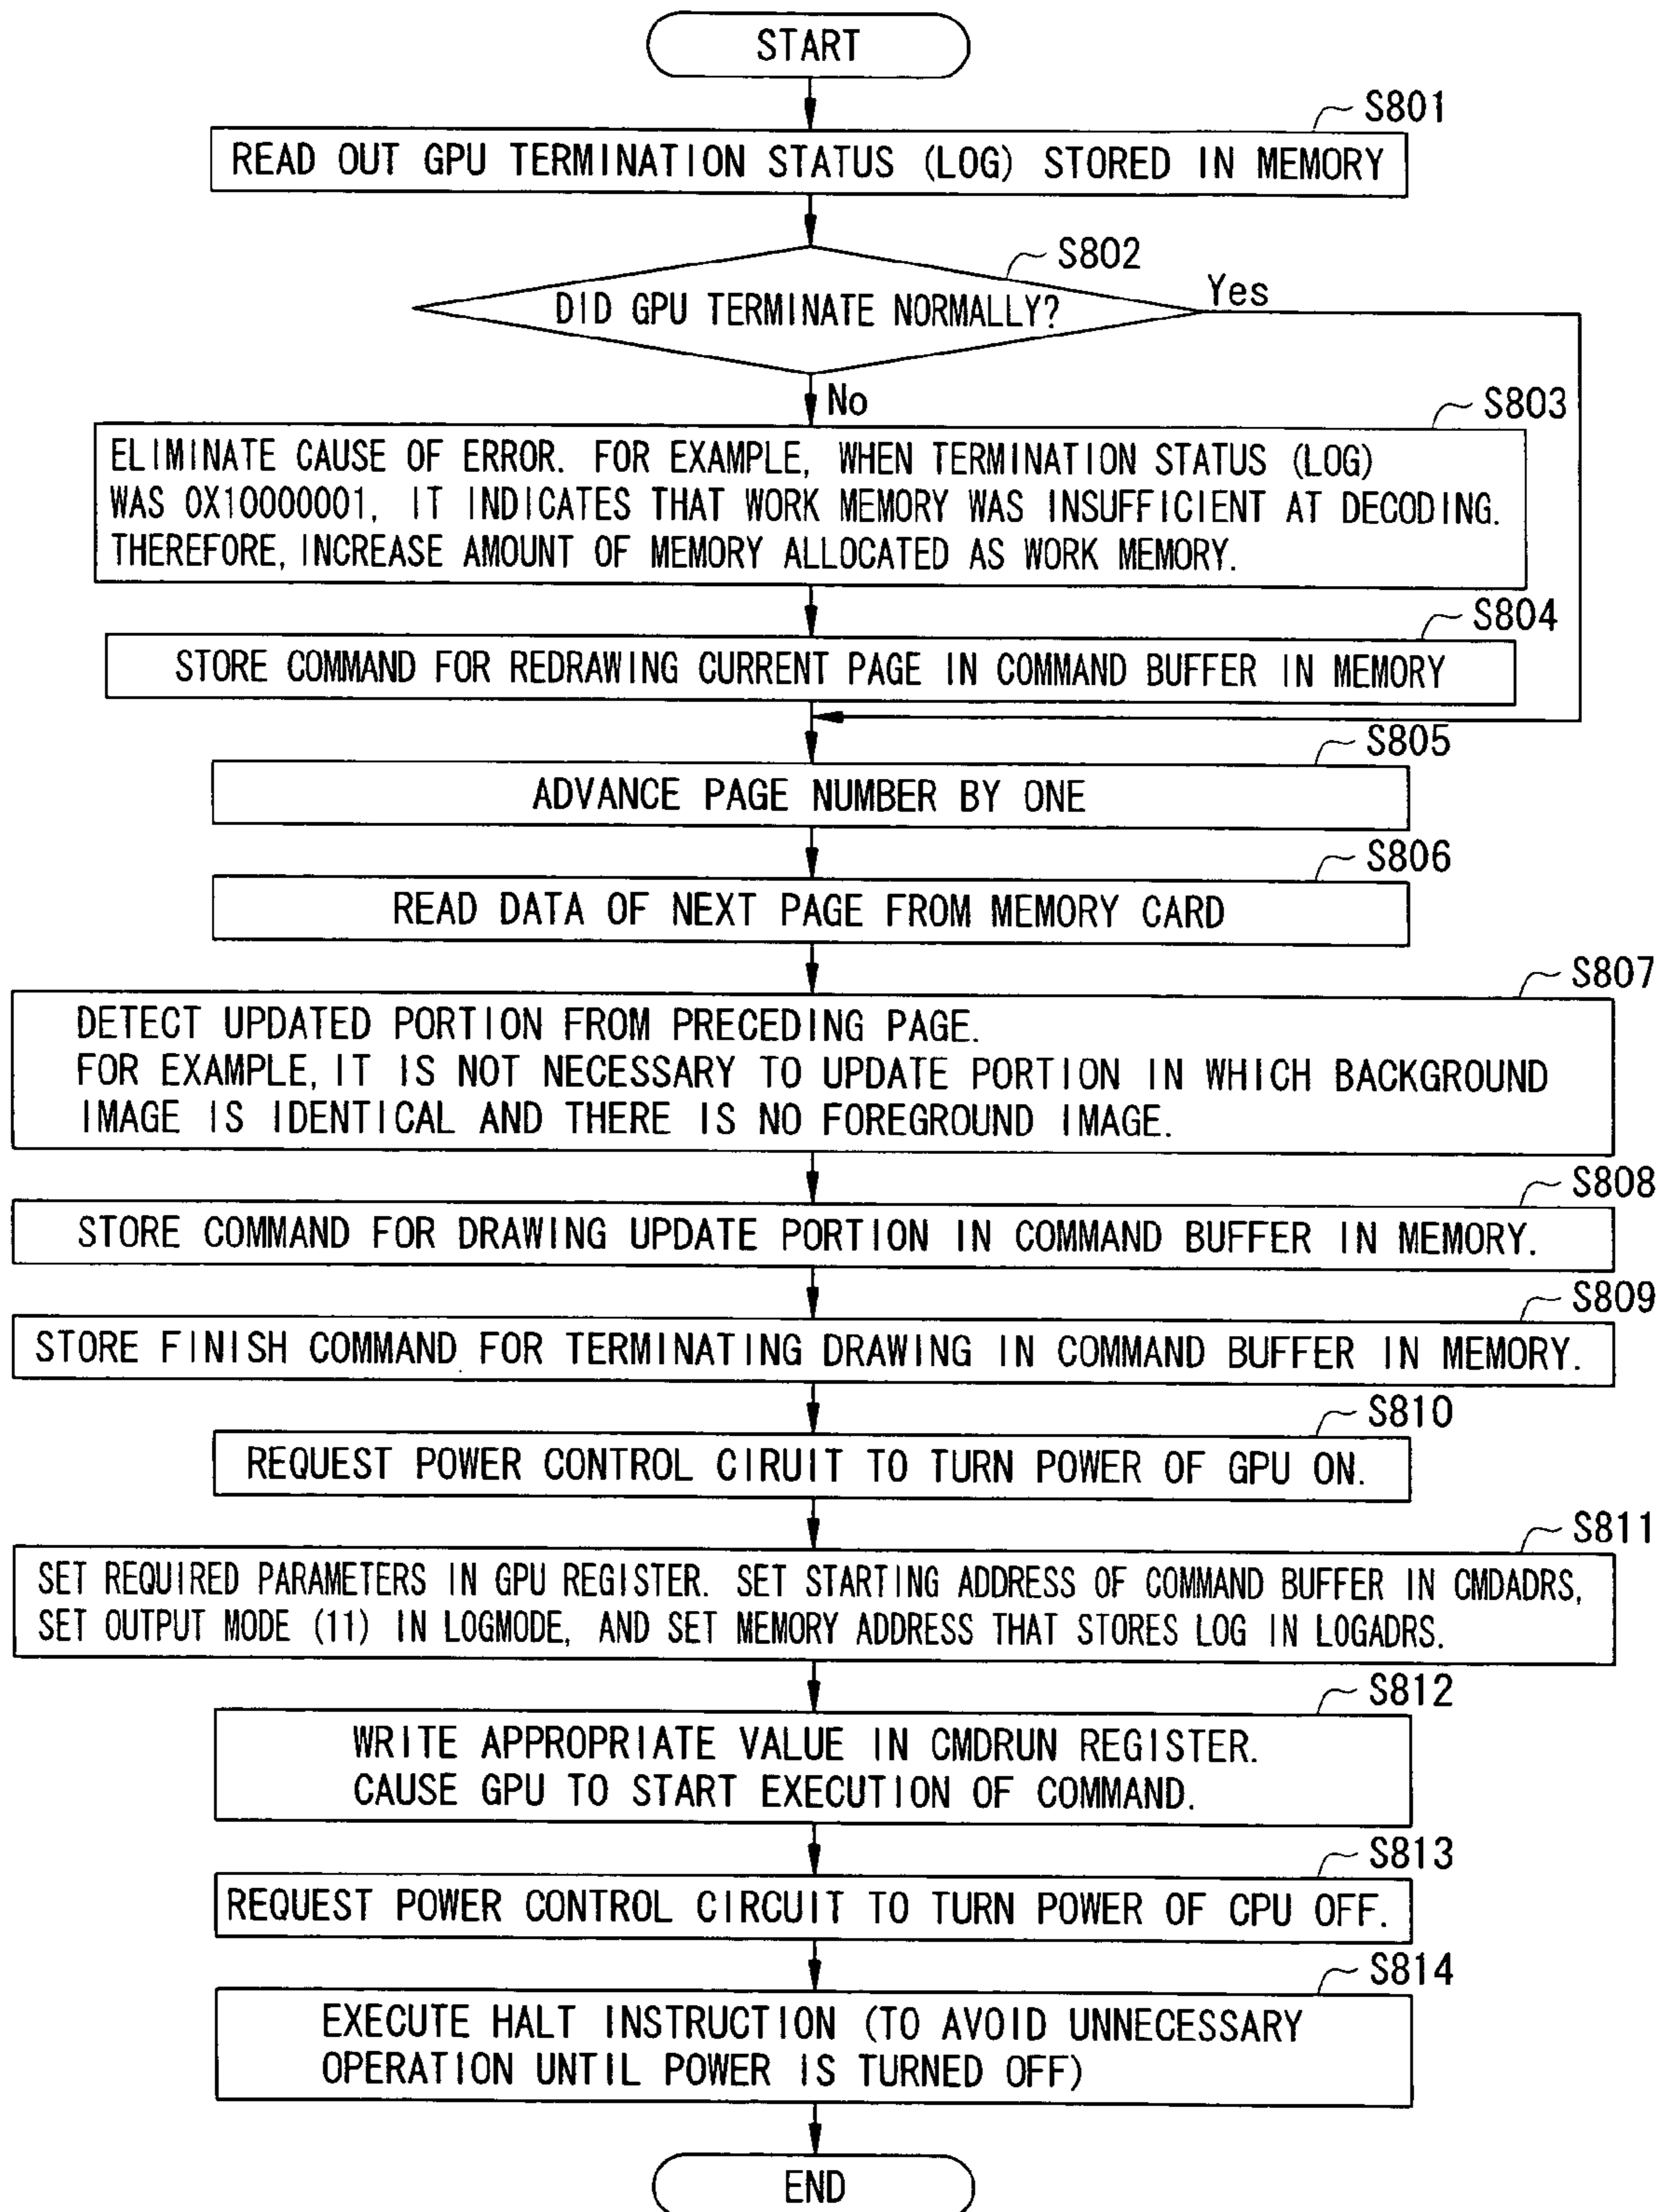 START
S801
READ OUT GPU TERMINATION STATUS (LOG) STORED IN MEMORY
S802
DID GPU TERMINATE NORMALLY?
Yes
No
S803
ELIMINATE CAUSE OF ERROR. FOR EXAMPLE, WHEN TERMINATION STATUS (LOG)
WAS 0X10000001, IT INDICATES THAT WORK MEMORY WAS INSUFFICIENT AT DECODING.
THEREFORE, INCREASE AMOUNT OF MEMORY ALLOCATED AS WORK MEMORY.
S804
STORE COMMAND FOR REDRAWING CURRENT PAGE IN COMMAND BUFFER IN MEMORY
S805
ADVANCE PAGE NUMBER BY ONE
S806
READ DATA OF NEXT PAGE FROM MEMORY CARD
S807
DETECT UPDATED PORTION FROM PRECEDING PAGE.
FOR EXAMPLE, IT IS NOT NECESSARY TO UPDATE PORTION IN WHICH BACKGROUND
IMAGE IS IDENTICAL AND THERE IS NO FOREGROUND IMAGE.
S808
STORE COMMAND FOR DRAWING UPDATE PORTION IN COMMAND BUFFER IN MEMORY.
S809
STORE FINISH COMMAND FOR TERMINATING DRAWING IN COMMAND BUFFER IN MEMORY.
S810
REQUEST POWER CONTROL CIRUIT TO TURN POWER OF GPU ON.
S811
SET REQUIRED PARAMETERS IN GPU REGISTER. SET STARTING ADDRESS OF COMMAND BUFFER IN CMDADRS,
SET OUTPUT MODE (11) IN LOGMODE, AND SET MEMORY ADDRESS THAT STORES LOG IN LOGADRS.
S812
WRITE APPROPRIATE VALUE IN CMDRUN REGISTER.
CAUSE GPU TO START EXECUTION OF COMMAND.
S813
REQUEST POWER CONTROL CIRCUIT TO TURN POWER OF CPU OFF.
S814
EXECUTE HALT INSTRUCTION (TO AVOID UNNECESSARY
OPERATION UNTIL POWER IS TURNED OFF)
END